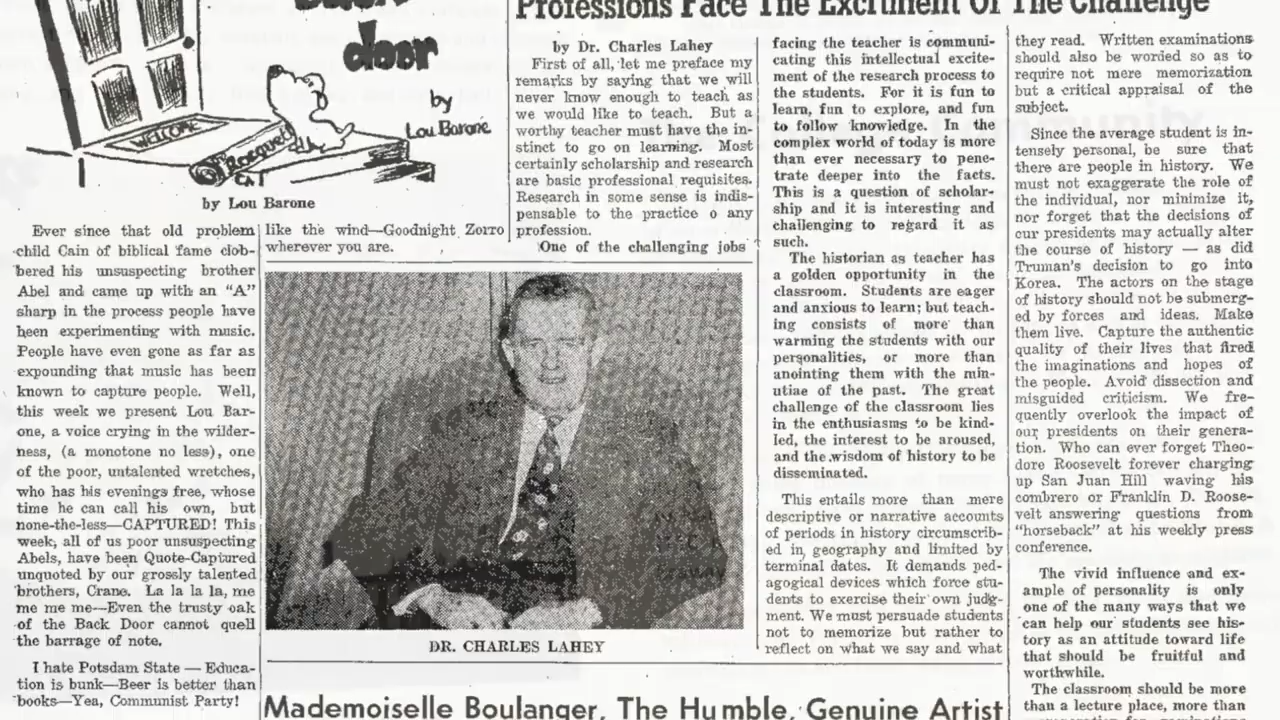 door
by
Lou Barone
WELCOME
Racquet
by Lou Barone
Ever since that old problem
child Cain of biblical fame clob-
bered his unsuspecting brother
Abel and came up with an “A”
sharp in the process people have
been experimenting with music.
People have even gone as far as
expounding that music has been
known to capture people. Well,
this week we present Lou Bar-
one, a voice crying in the wilder-
ness, (a monotone no less), one
of the poor, untalented wretches,
who has his evenings free, whose
time he can call his own, but
none-the-less—CAPTURED! This
week, all of us poor unsuspecting
Abels, have been Quote-Captured
unquoted by our grossly talented
brothers, Crane. La la la la, me
me me me—Even the trusty oak
of the Back Door cannot quell
the barrage of note.
I hate Potsdam State — Educa-
tion is bunk—Beer is better than
books—Yea, Communist Party!
like the wind—Goodnight Zorro
wherever you are.
DR. CHARLES LAHEY
Professions Face The Excitment Of The Challenge
by Dr. Charles Lahey
First of all, let me preface my
remarks by saying that we will
never know enough to teach as
we would like to teach. But a
worthy teacher must have the in-
stinct to go on learning. Most
certainly scholarship and research
are basic professional requisites.
Research in some sense is indis-
pensable to the practice o any
profession.
One of the challenging jobs
facing the teacher is communi-
cating this intellectual excite-
ment of the research process to
the students. For it is fun to
learn, fun to explore, and fun
to follow knowledge. In the
complex world of today is more
than ever necessary to pene-
trate deeper into the facts.
This is a question of scholar-
ship and it is interesting and
challenging to regard it as
such.
The historian as teacher has
a golden opportunity in the
classroom. Students are eager
and anxious to learn; but teach-
ing consists of more than
warming the students with our
personalities, or more than
anointing them with the min-
utiae of the past. The great
challenge of the classroom lies
in the enthusiasms to be kind-
led, the interest to be aroused,
and the wisdom of history to be
disseminated.
This entails more than mere
descriptive or narrative accounts
of periods in history circumscrib-
ed in geography and limited by
terminal dates. It demands ped-
agogical devices which force stu-
dents to exercise their own judg-
ment. We must persuade students
not to memorize but rather to
reflect on what we say and what
they read. Written examinations
should also be worded so as to
require not mere memorization
but a critical appraisal of the
subject.
Since the average student is in-
tensely personal, be sure that
there are people in history. We
must not exaggerate the role of
the individual, nor minimize it,
nor forget that the decisions of
our presidents may actually alter
the course of history — as did
Truman’s decision to go into
Korea. The actors on the stage
of history should not be submerg-
ed by forces and ideas. Make
them live. Capture the authentic
quality of their lives that fired
the imaginations and hopes of
the people. Avoid dissection and
misguided criticism. We fre-
quently overlook the impact of
our presidents on their genera-
tion. Who can ever forget Theo-
dore Roosevelt forever charging
up San Juan Hill waving his
combrero or Franklin D. Roose-
velt answering questions from
“horseback” at his weekly press
conference.
The vivid influence and ex-
ample of personality is only
one of the many ways that we
can help our students see his-
tory as an attitude toward life
that should be fruitful and
worthwhile.
The classroom should be more
than a lecture place, more than
Mademoiselle Boulanger, The Humble, Genuine Artist